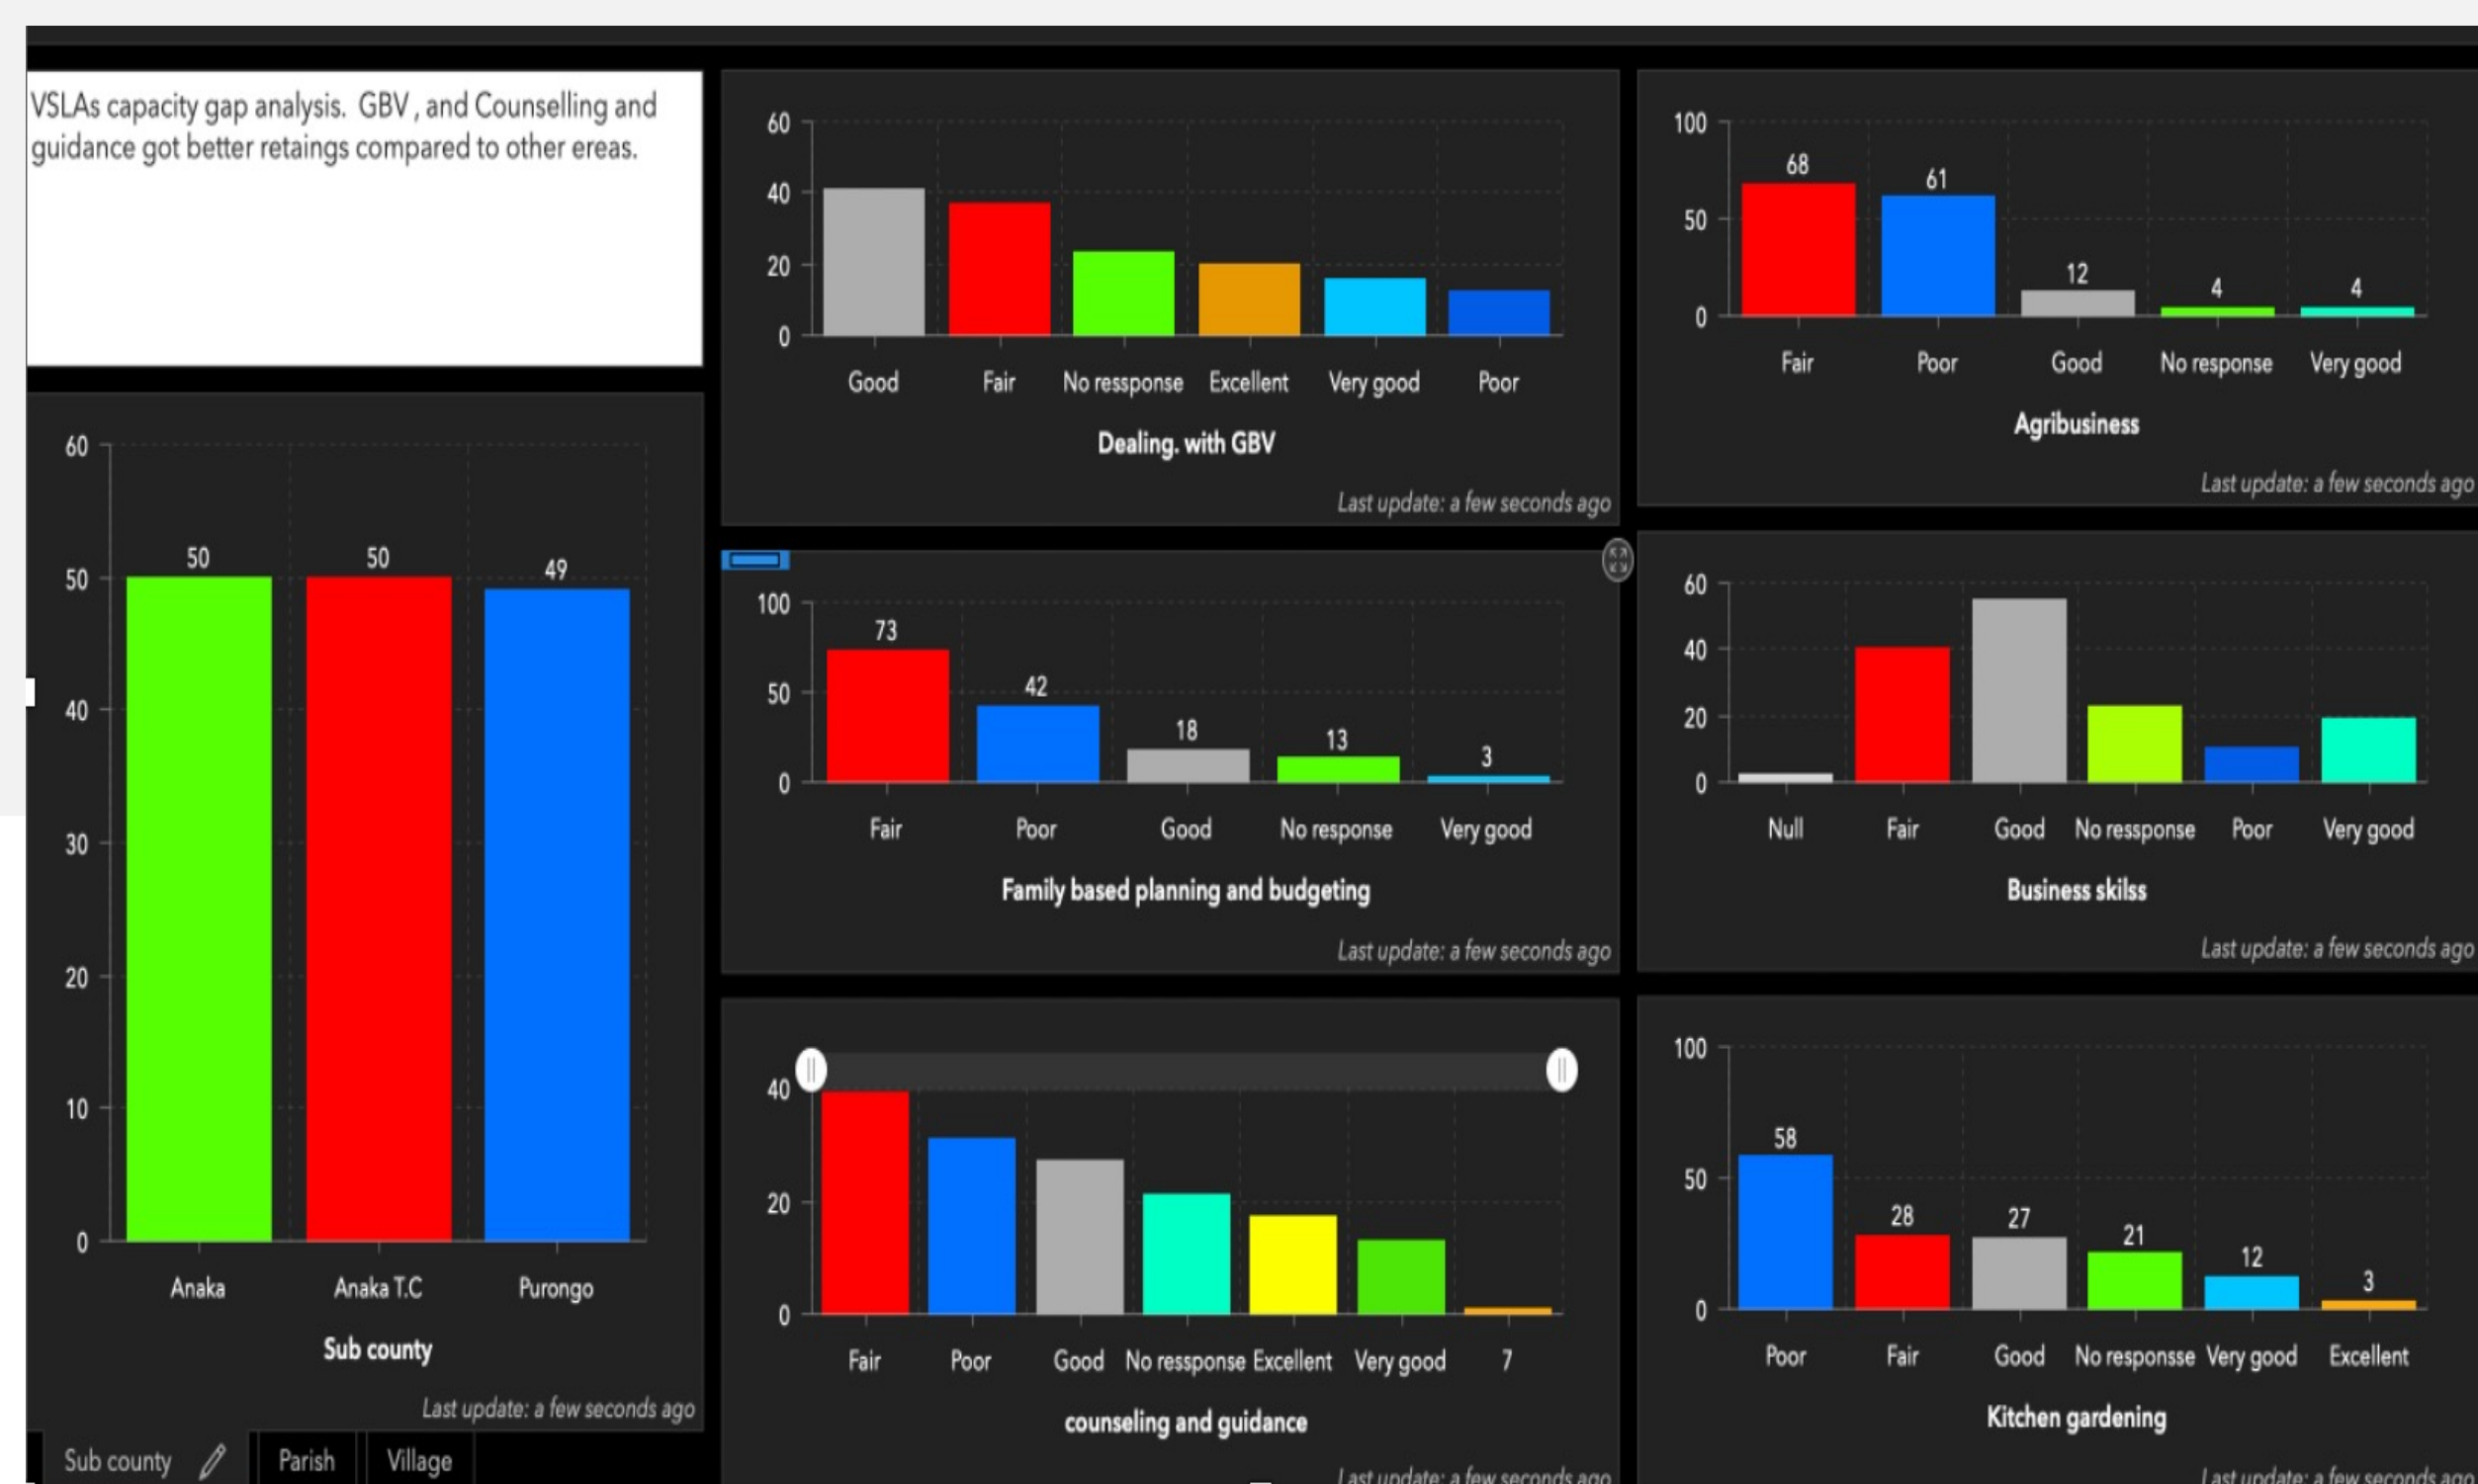 VSLAs capacity gap analysis. GBV , and Counselling and
guidance got better retaings compared to other ereas.
60
50
40
30
20
10
0
50
50
49
Anaka
Anaka T.C
Purongo
Sub county
Last update: a few seconds ago
Sub county
Parish
Village
60
40
20
0
Good
Fair
No ressponse
Excellent
Very good
Poor
Dealing. with GBV
Last update: a few seconds ago
100
50
0
73
42
18
13
3
Fair
Poor
Good
No response
Very good
Family based planning and budgeting
Last update: a few seconds ago
40
20
0
Fair
Poor
Good
No ressponse
Excellent
Very good
7
counseling and guidance
Last update: a few seconds ago
100
50
0
68
61
12
4
4
Fair
Poor
Good
No response
Very good
Agribusiness
Last update: a few seconds ago
60
40
20
0
Null
Fair
Good
No ressponse
Poor
Very good
Business skilss
Last update: a few seconds ago
100
50
0
58
28
27
21
12
3
Poor
Fair
Good
No responsse
Very good
Excellent
Kitchen gardening
Last update: a few seconds ago